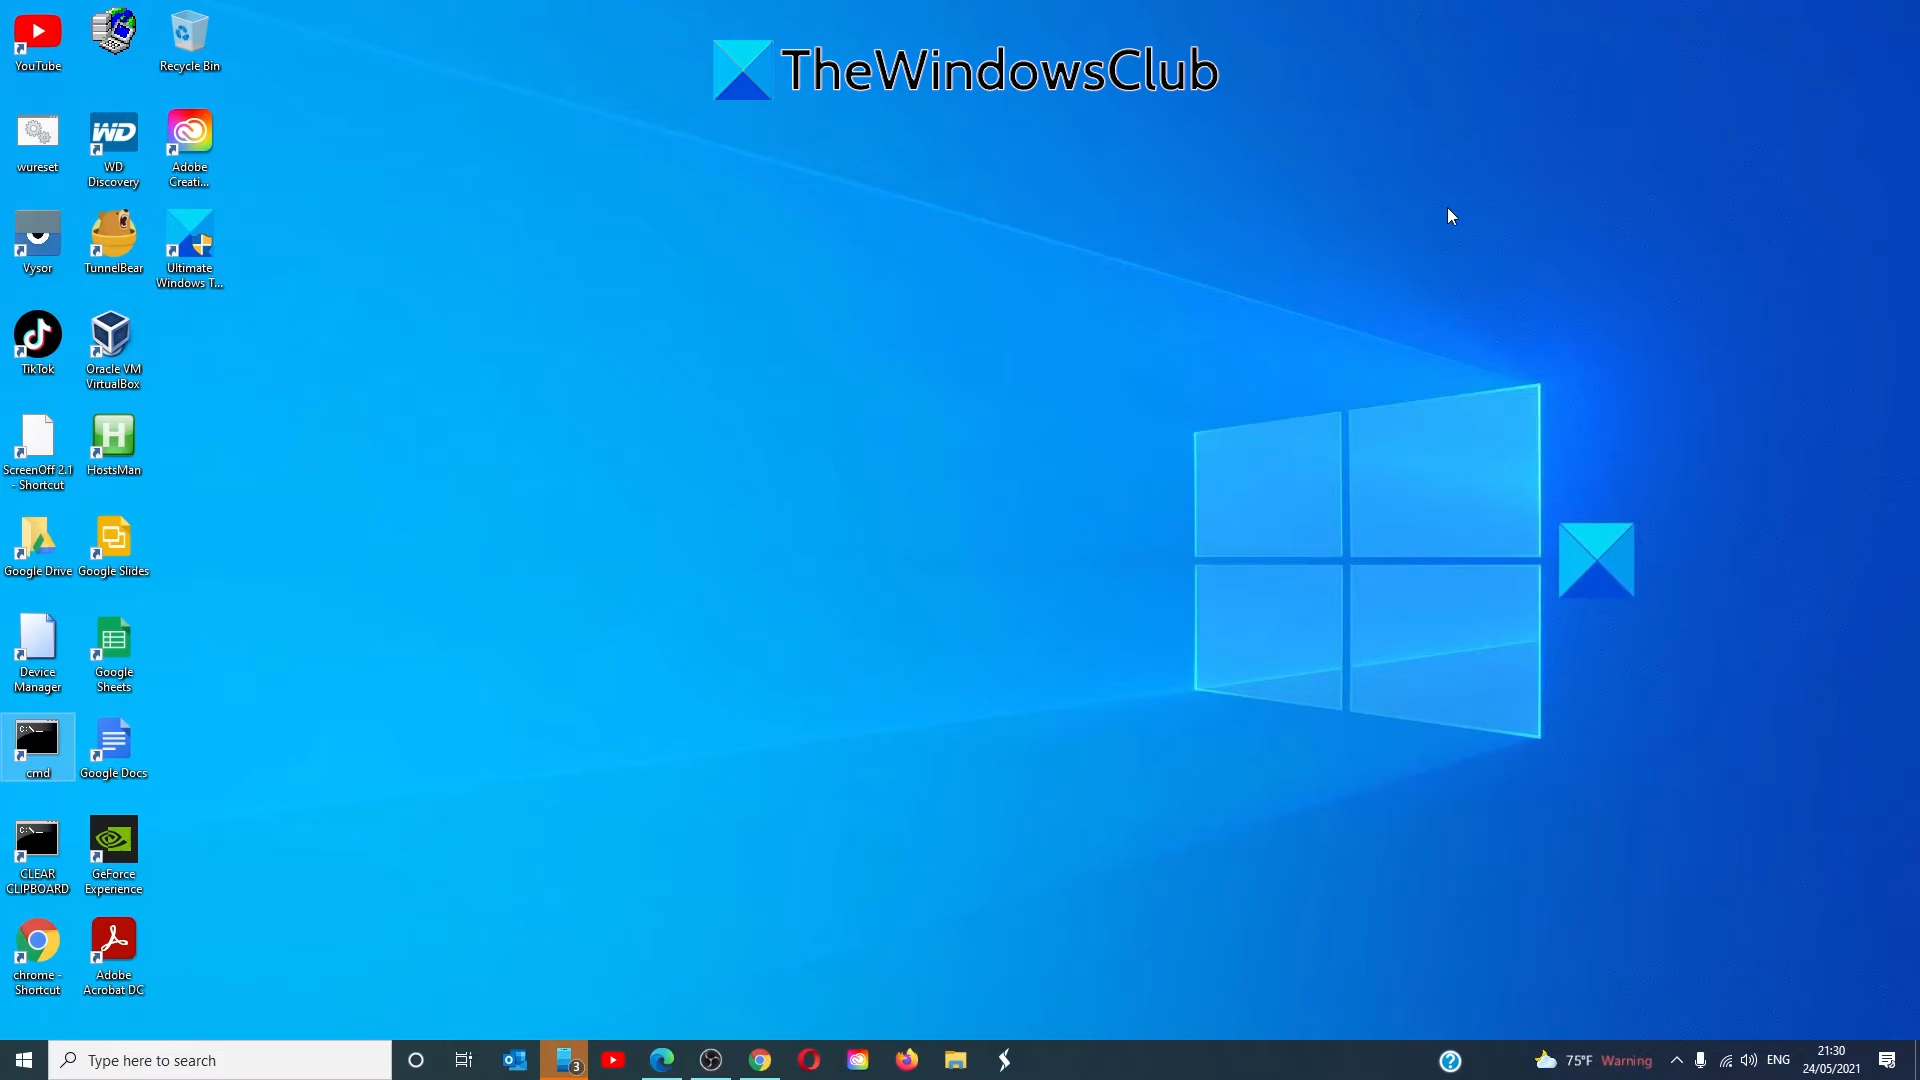 TheWindowsClub
YouTube
Recycle Bin
wureset
WD
Discovery
Adobe
Creati...
Vysor
TunnelBear
Ultimate
Windows T...
TikTok
Oracle VM
VirtualBox
ScreenOff 2.1
- Shortcut
HostsMan
Google Drive
Google Slides
Device
Manager
Google
Sheets
cmd
Google Docs
CLEAR
CLIPBOARD
GeForce
Experience
chrome -
Shortcut
Adobe
Acrobat DC
Type here to search
3
75°F Warning
ENG
21:30
24/05/2021